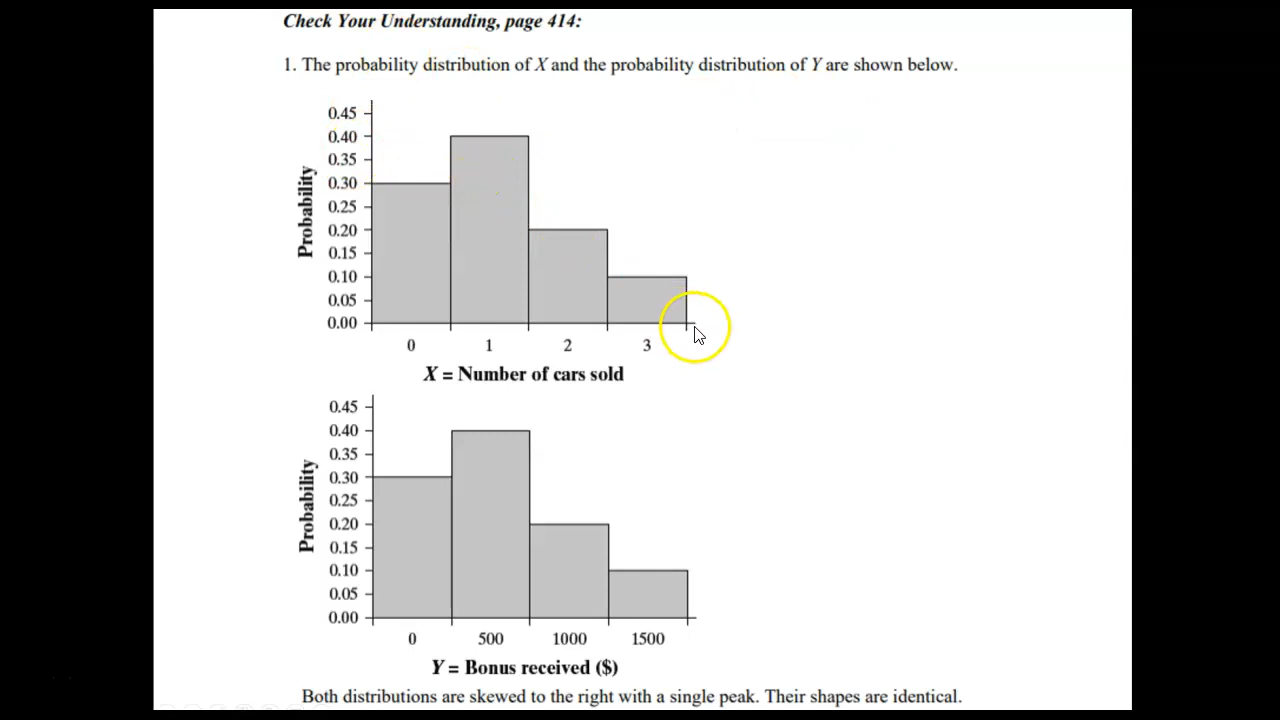 Check Your Understanding, page 414:
1. The probability distribution of X and the probability distribution of Y are shown below.
0.45
0.40
0.35
0.30
0.25
0.20
0.15
0.10
0.05
0.00
Probability
0 1 2 3
X = Number of cars sold
0.45
0.40
0.35
0.30
0.25
0.20
0.15
0.10
0.05
0.00
Probability
0 500 1000 1500
Y = Bonus received ($)
Both distributions are skewed to the right with a single peak. Their shapes are identical.